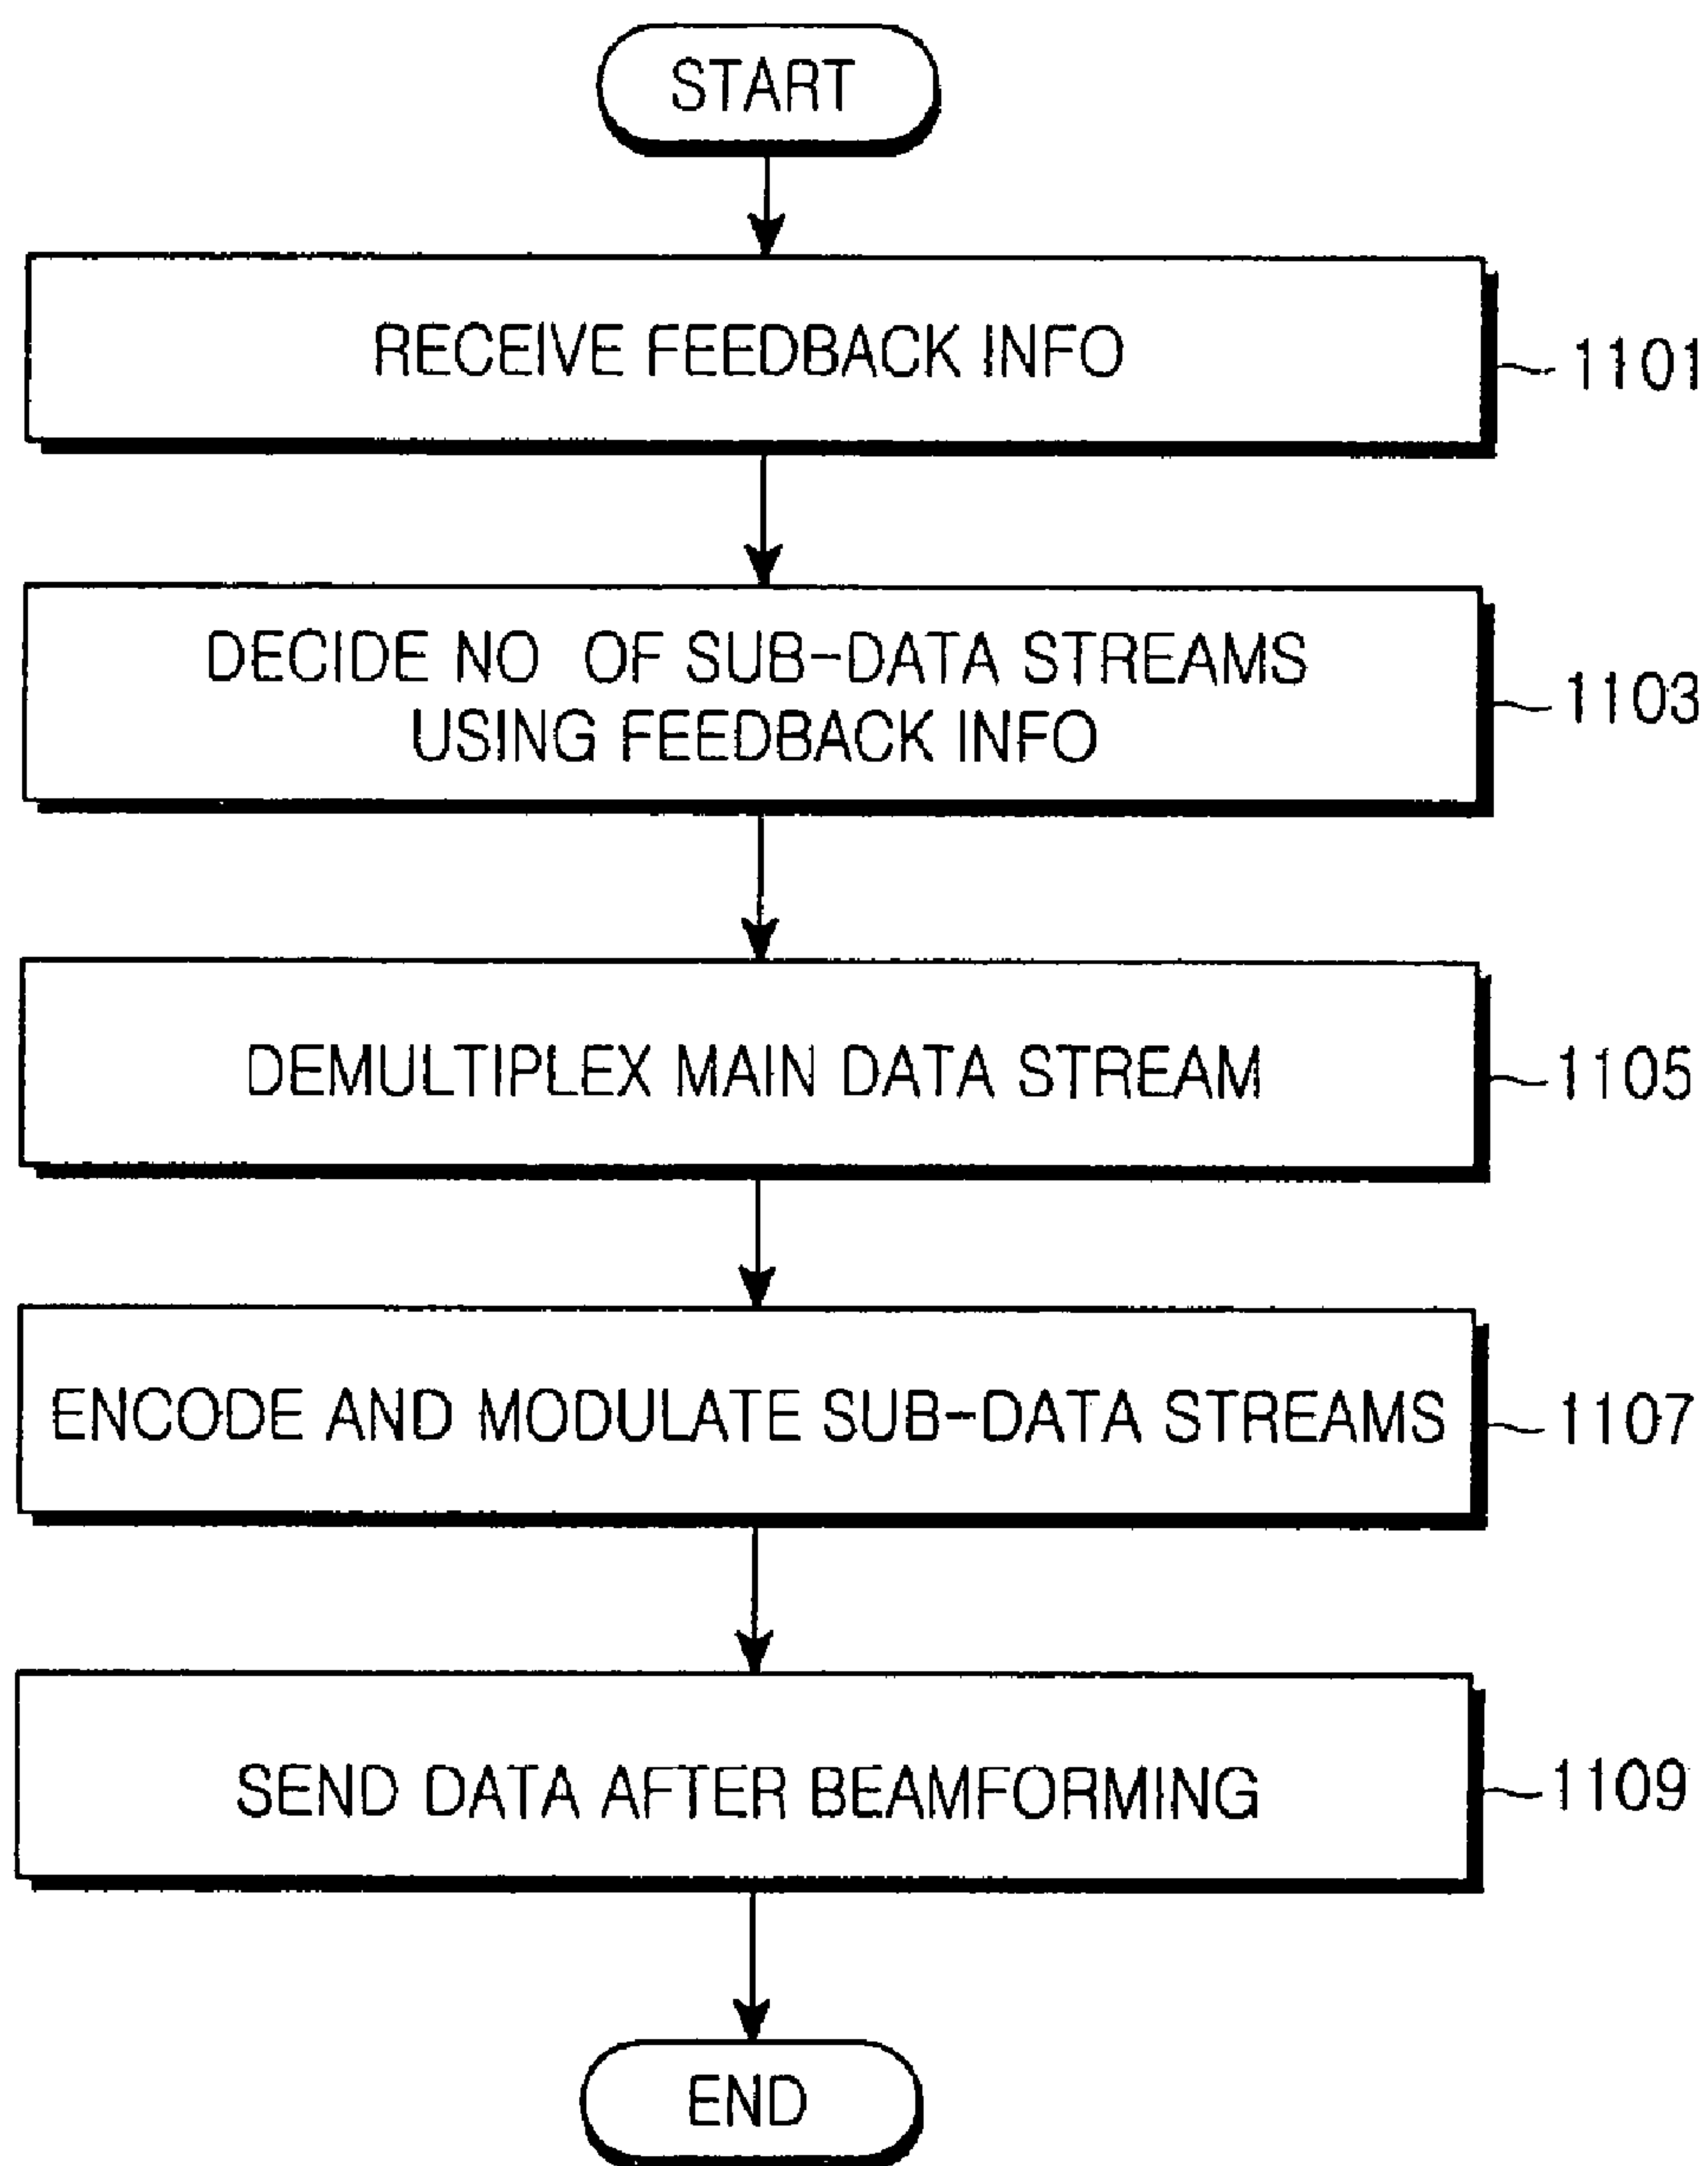 START
RECEIVE FEEDBACK INFO
1101
DECIDE NO OF SUB-DATA STREAMS
USING FEEDBACK INFO
1103
DEMULTIPLEX MAIN DATA STREAM
1105
ENCODE AND MODULATE SUB-DATA STREAMS
1107
SEND DATA AFTER BEAMFORMING
1109
END